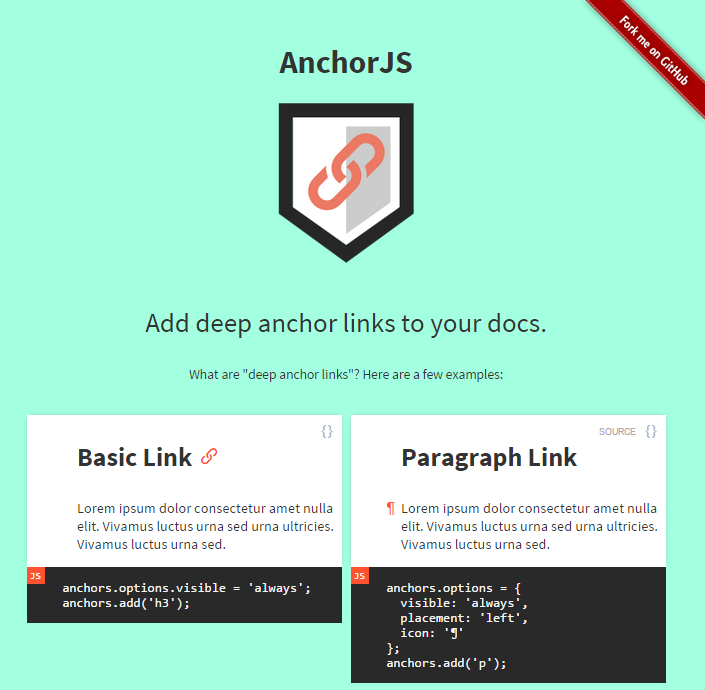 Fork me on GitHub
AnchorJS
Add deep anchor links to your docs.
What are "deep anchor links"? Here are a few examples:
{}
Basic Link
Lorem ipsum dolor consectetur amet nulla
elit. Vivamus luctus urna sed urna ultricies.
Vivamus luctus urna sed.
JS
anchors.options.visible = 'always';
anchors.add('h3');
SOURCE {}
Paragraph Link
¶ Lorem ipsum dolor consectetur amet nulla
elit. Vivamus luctus urna sed urna ultricies.
Vivamus luctus urna sed.
JS
anchors.options = {
  visible: 'always',
  placement: 'left',
  icon: '¶'
};
anchors.add('p');